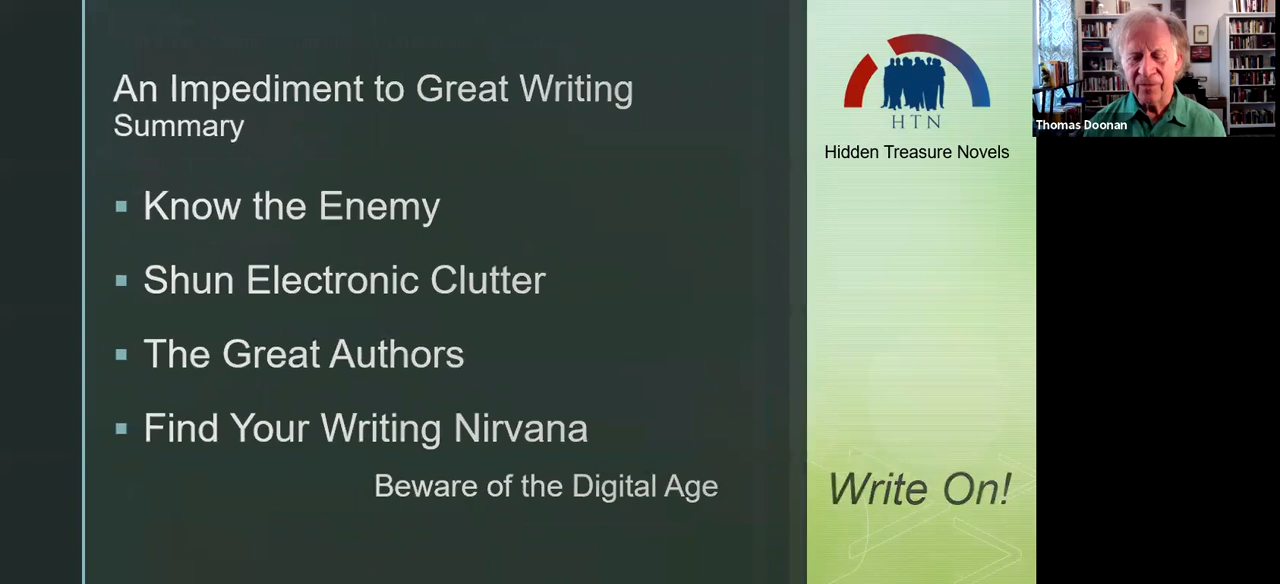 An Impediment to Great Writing
Summary
▪ Know the Enemy
▪ Shun Electronic Clutter
▪ The Great Authors
▪ Find Your Writing Nirvana
Beware of the Digital Age
HTN
Hidden Treasure Novels
Write On!
Thomas Doonan